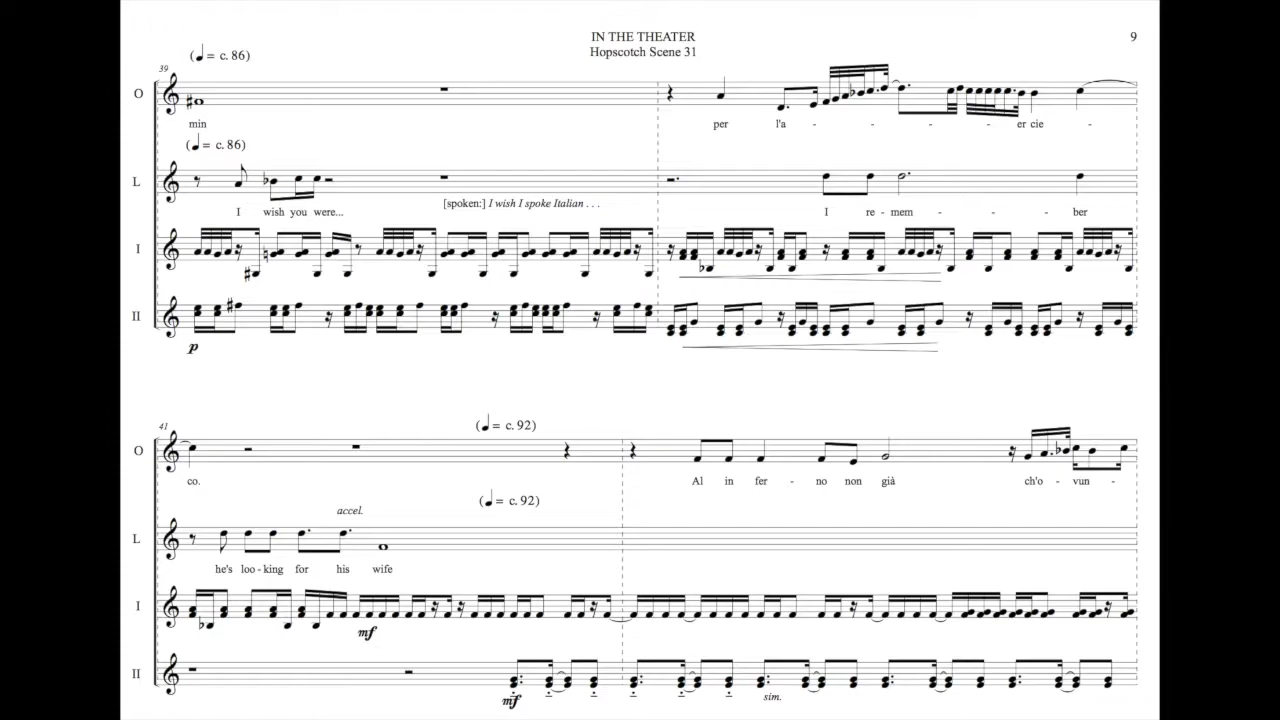 IN THE THEATER
9
Hopscotch Scene 31
(♩= c. 86)
39
O
min per l'a - - - - er cie -
(♩= c. 86)
L
I wish you were... [spoken:] I wish I spoke Italian . . . I re - mem - - - ber
I
II
p
41
(♩= c. 92)
O
co. Al in fer - no non già ch'o - vun -
(♩= c. 92)
accel.
L
he's loo - king for his wife
I
mf
II
mf
sim.